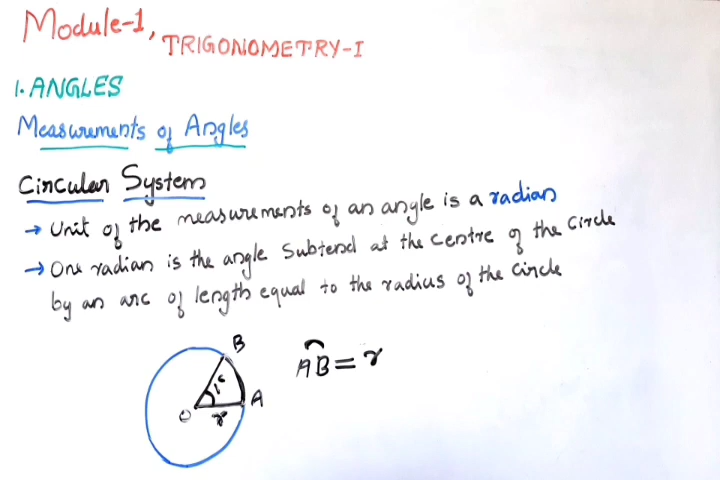 Module-1, TRIGONOMETRY-I
1. ANGLES
Measurements of Angles
Circular System
→ Unit of the measurements of an angle is a radian
→ One radian is the angle subtend at the centre of the circle
by an arc of length equal to the radius of the circle
B
AB = r
1ᶜ
O
r
A